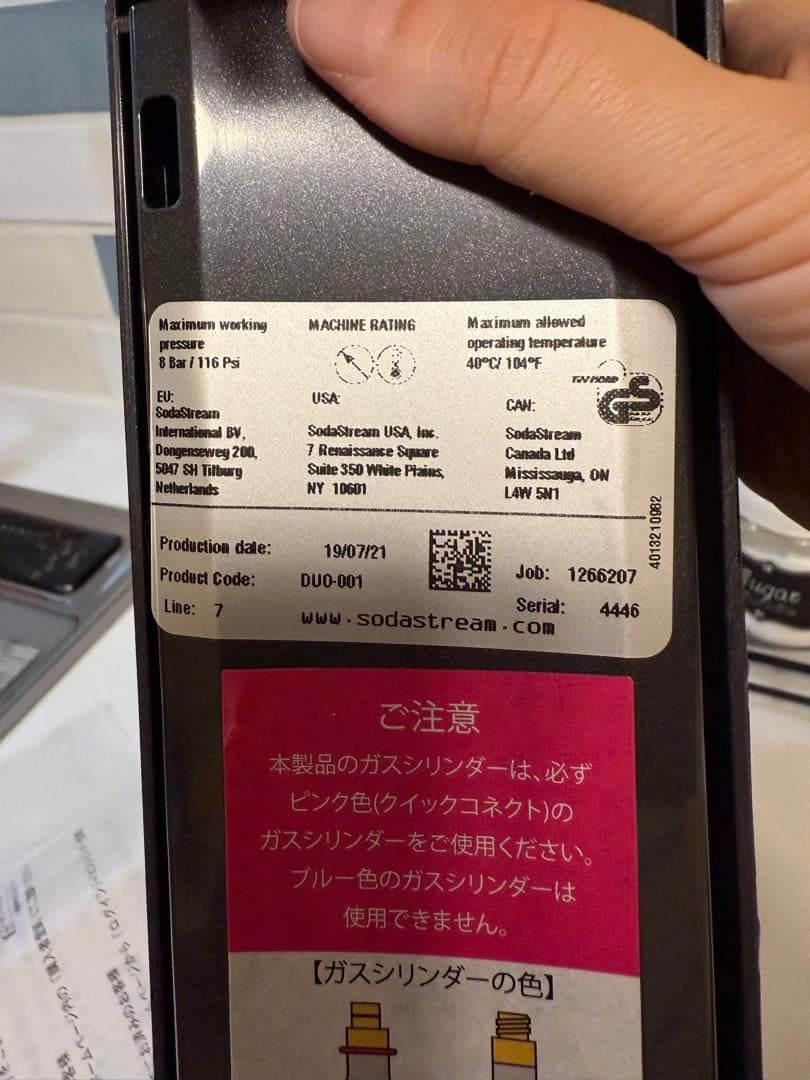 Maximum working
pressure
8 Bar / 116 Psi
MACHINE RATING
Maximum allowed
operating temperature
40°C/ 104°F
TÜV NORD
GS
EU:
SodaStream
International BV,
Dongenseweg 200,
5047 SH Tilburg
Netherlands
USA:
SodaStream USA, Inc.
7 Renaissance Square
Suite 350 White Plains,
NY 10601
CAN:
SodaStream
Canada Ltd
Mississauga, ON
L4W 5N1
4013210982
Production date: 19/07/21
Product Code: DUO-001
Line: 7
Job: 1266207
Serial: 4446
www.sodastream.com
ご注意
本製品のガスシリンダーは、必ず
ピンク色(クイックコネクト)の
ガスシリンダーをご使用ください。
ブルー色のガスシリンダーは
使用できません。
【ガスシリンダーの色】